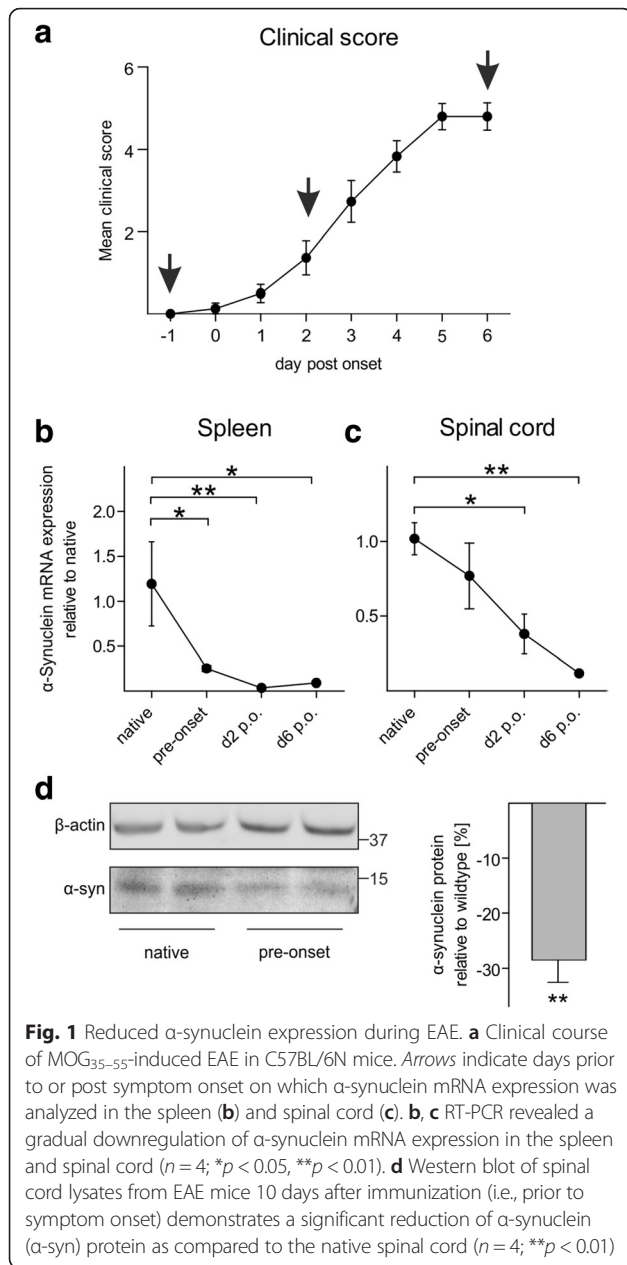 a
Clinical score
6
4
2
Mean clinical score
-1 0 1 2 3 4 5 6
day post onset
b
Spleen
*
**
*
2.0
1.5
1.0
0.5
α-Synuclein mRNA expression
relative to native
native
pre-onset
d2 p.o.
d6 p.o.
c
Spinal cord
**
*
1.0
0.5
native
pre-onset
d2 p.o.
d6 p.o.
d
β-actin
37
α-syn
15
native pre-onset
α-synuclein protein
relative to wildtype [%]
-10
-20
-30
**
Fig. 1 Reduced α-synuclein expression during EAE. a Clinical course
of MOG35–55-induced EAE in C57BL/6N mice. Arrows indicate days prior
to or post symptom onset on which α-synuclein mRNA expression was
analyzed in the spleen (b) and spinal cord (c). b, c RT-PCR revealed a
gradual downregulation of α-synuclein mRNA expression in the spleen
and spinal cord (n = 4; *p < 0.05, **p < 0.01). d Western blot of spinal
cord lysates from EAE mice 10 days after immunization (i.e., prior to
symptom onset) demonstrates a significant reduction of α-synuclein
(α-syn) protein as compared to the native spinal cord (n = 4; **p < 0.01)